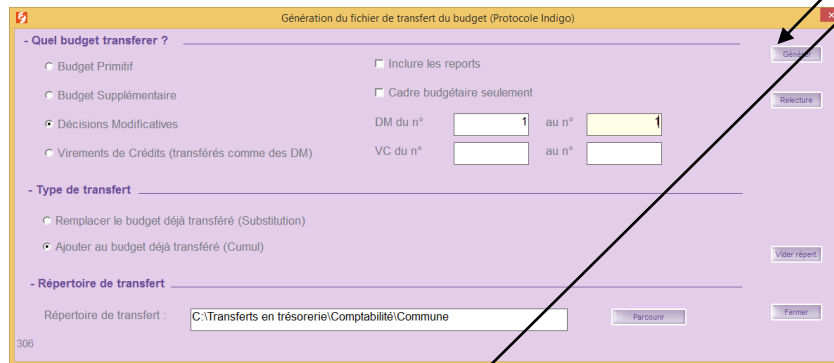 Génération du fichier de transfert du budget (Protocole Indigo)
- Quel budget transferer ?
Générer
Budget Primitif
Inclure les reports
Budget Supplémentaire
Cadre budgétaire seulement
Relecture
Décisions Modificatives
DM du n° 1 au n° 1
Virements de Crédits (transférés comme des DM)
VC du n° au n°
- Type de transfert
Remplacer le budget déjà transféré (Substitution)
Ajouter au budget déjà transféré (Cumul)
Vider répert.
- Répertoire de transfert
Répertoire de transfert : C:\Transferts en trésorerie\Comptabilité\Commune
Parcourir
Fermer
306